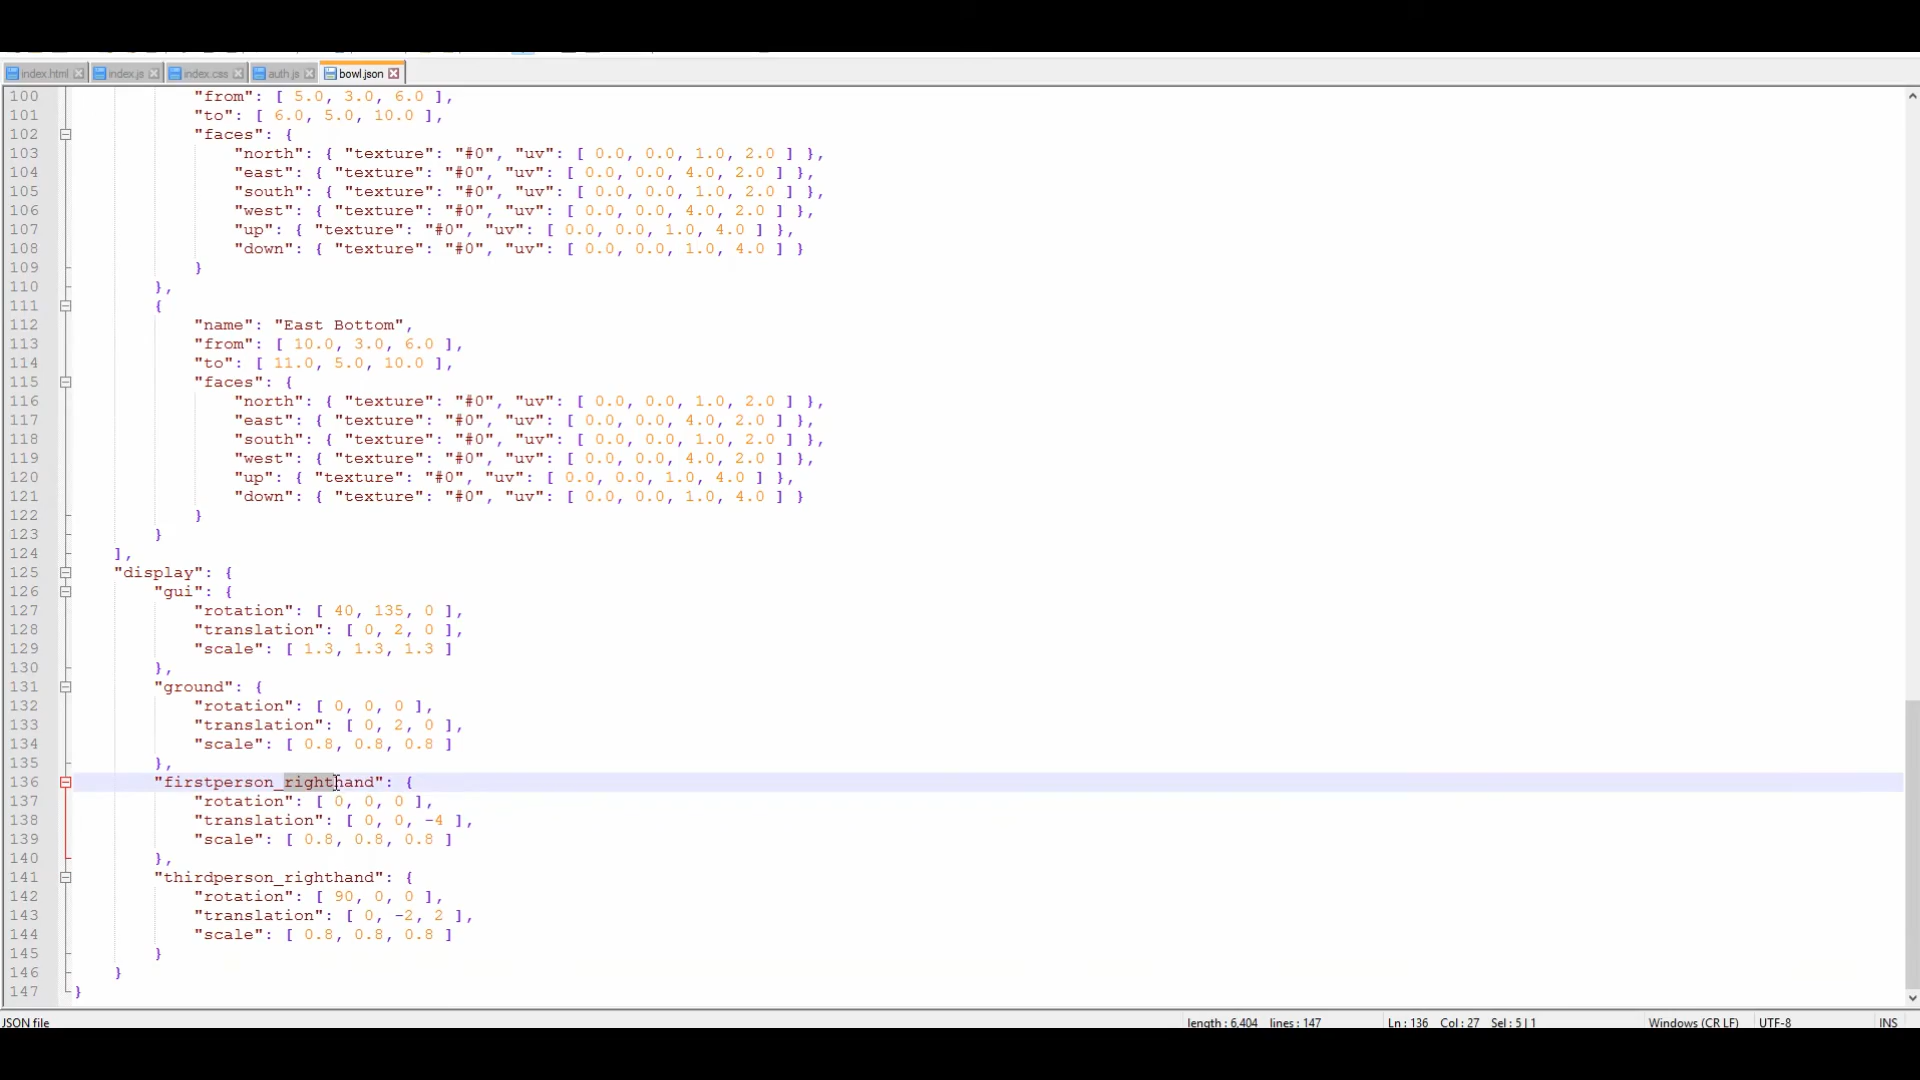 index.html index.js index.css auth.js bowl.json
100 "from": [ 5.0, 3.0, 6.0 ],
101 "to": [ 6.0, 5.0, 10.0 ],
102 "faces": {
103 "north": { "texture": "#0", "uv": [ 0.0, 0.0, 1.0, 2.0 ] },
104 "east": { "texture": "#0", "uv": [ 0.0, 0.0, 4.0, 2.0 ] },
105 "south": { "texture": "#0", "uv": [ 0.0, 0.0, 1.0, 2.0 ] },
106 "west": { "texture": "#0", "uv": [ 0.0, 0.0, 4.0, 2.0 ] },
107 "up": { "texture": "#0", "uv": [ 0.0, 0.0, 1.0, 4.0 ] },
108 "down": { "texture": "#0", "uv": [ 0.0, 0.0, 1.0, 4.0 ] }
109 }
110 },
111 {
112 "name": "East Bottom",
113 "from": [ 10.0, 3.0, 6.0 ],
114 "to": [ 11.0, 5.0, 10.0 ],
115 "faces": {
116 "north": { "texture": "#0", "uv": [ 0.0, 0.0, 1.0, 2.0 ] },
117 "east": { "texture": "#0", "uv": [ 0.0, 0.0, 4.0, 2.0 ] },
118 "south": { "texture": "#0", "uv": [ 0.0, 0.0, 1.0, 2.0 ] },
119 "west": { "texture": "#0", "uv": [ 0.0, 0.0, 4.0, 2.0 ] },
120 "up": { "texture": "#0", "uv": [ 0.0, 0.0, 1.0, 4.0 ] },
121 "down": { "texture": "#0", "uv": [ 0.0, 0.0, 1.0, 4.0 ] }
122 }
123 }
124 ],
125 "display": {
126 "gui": {
127 "rotation": [ 40, 135, 0 ],
128 "translation": [ 0, 2, 0 ],
129 "scale": [ 1.3, 1.3, 1.3 ]
130 },
131 "ground": {
132 "rotation": [ 0, 0, 0 ],
133 "translation": [ 0, 2, 0 ],
134 "scale": [ 0.8, 0.8, 0.8 ]
135 },
136 "firstperson_righthand": {
137 "rotation": [ 0, 0, 0 ],
138 "translation": [ 0, 0, -4 ],
139 "scale": [ 0.8, 0.8, 0.8 ]
140 },
141 "thirdperson_righthand": {
142 "rotation": [ 90, 0, 0 ],
143 "translation": [ 0, -2, 2 ],
144 "scale": [ 0.8, 0.8, 0.8 ]
145 }
146 }
147 }
JSON file length : 6,404 lines : 147 Ln : 136 Col : 27 Sel : 5 | 1 Windows (CR LF) UTF-8 INS